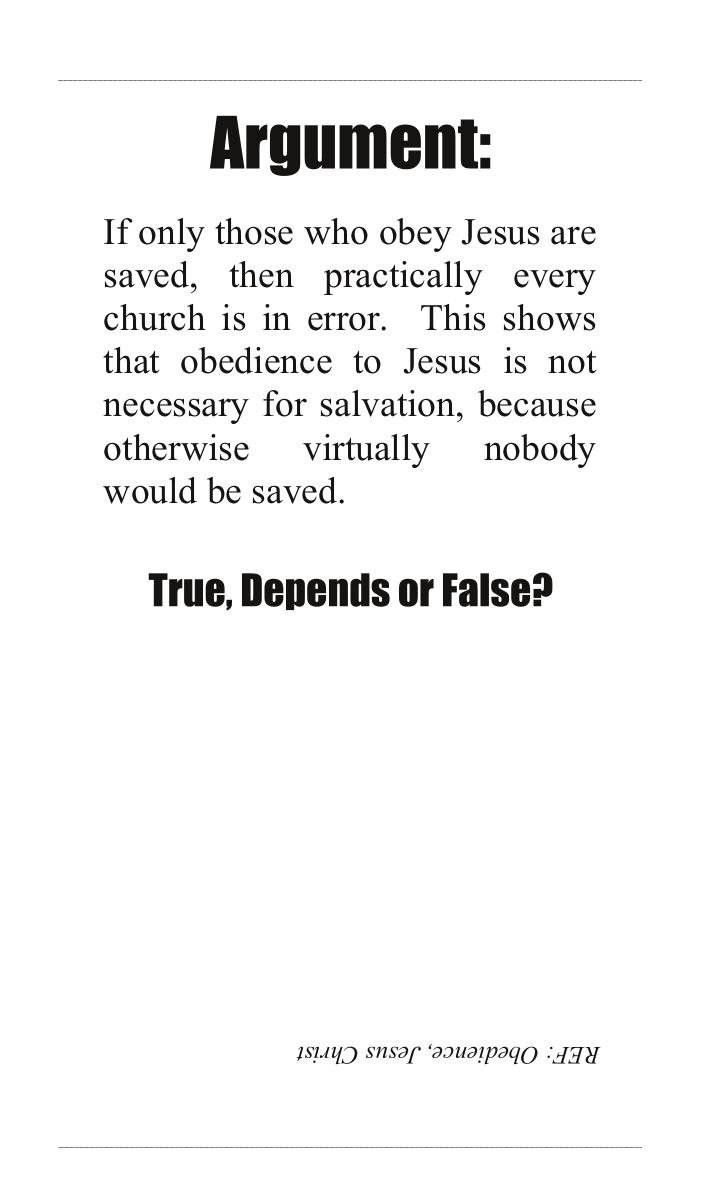 Argument:
If only those who obey Jesus are
saved, then practically every
church is in error.  This shows
that obedience to Jesus is not
necessary for salvation, because
otherwise virtually nobody
would be saved.
True, Depends or False?
REF: Obedience, Jesus Christ